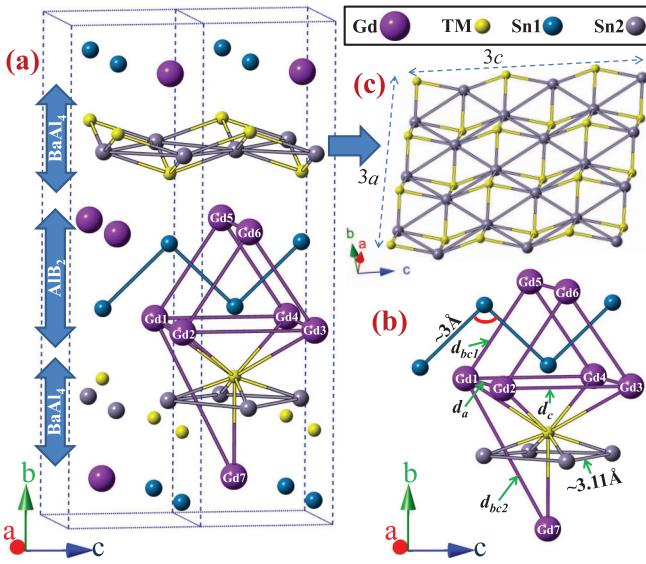 Gd TM Sn1 Sn2
(a)
BaAl4
AlB2
BaAl4
Gd5
Gd6
Gd1
Gd4
Gd2
Gd3
Gd7
b
a
c
(c)
3c
3a
b
a
c
(b)
Gd5
Gd6
~3Å
dbc1
Gd1
Gd4
Gd2
Gd3
da
dc
~3.11Å
dbc2
Gd7
b
a
c